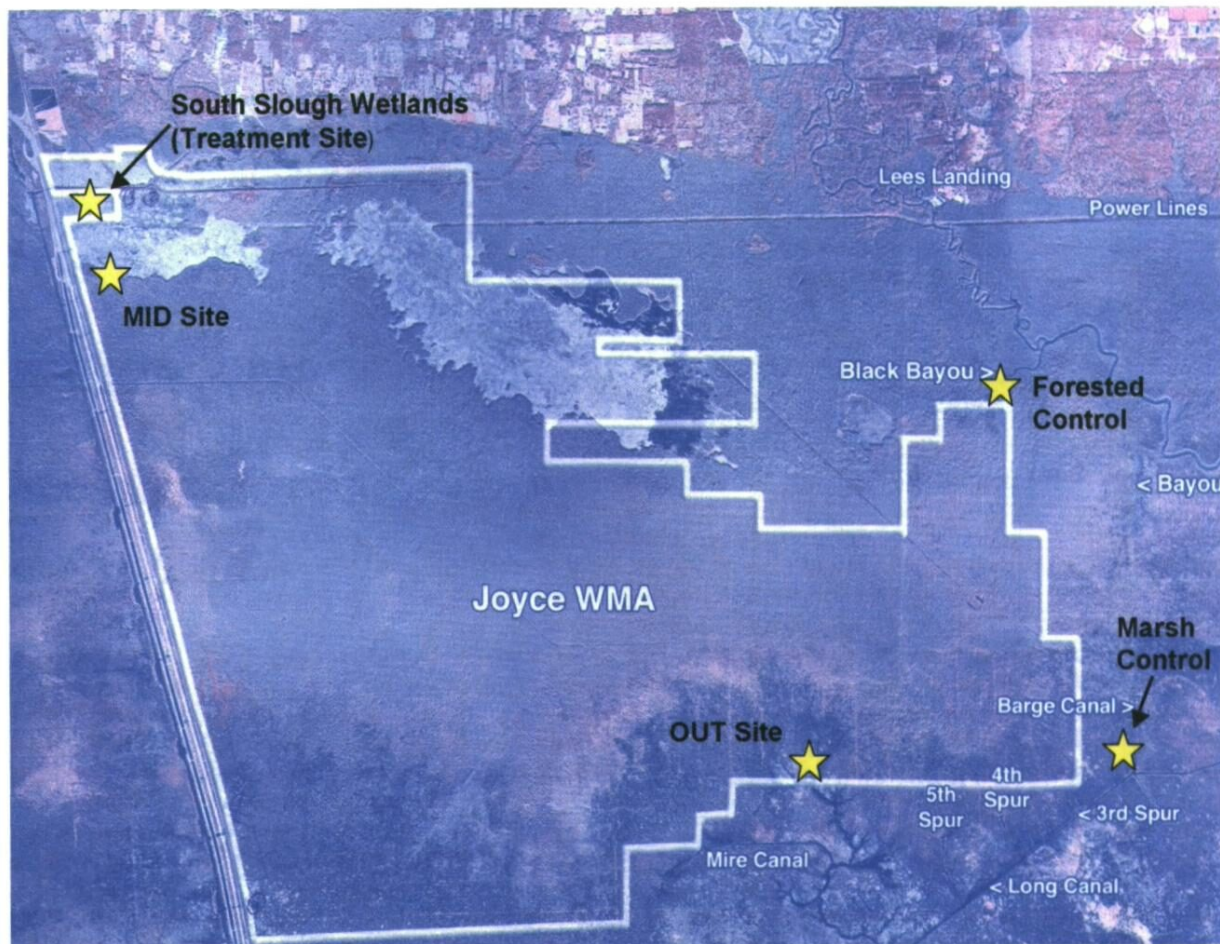 South Slough Wetlands
(Treatment Site)
Lees Landing
Power Lines
MID Site
Black Bayou >
Forested
Control
< Bayou
Joyce WMA
Marsh
Control
Barge Canal >
OUT Site
4th
Spur
5th
Spur
< 3rd Spur
Mire Canal
< Long Canal